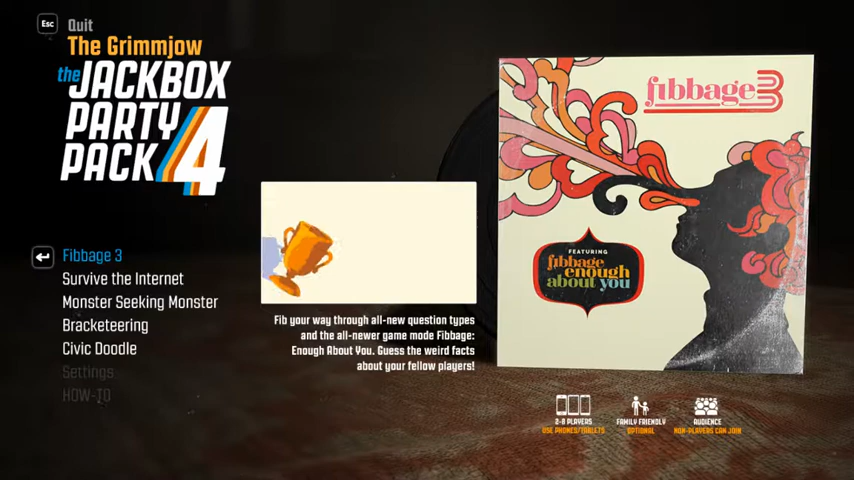 Esc Quit
The Grimmjow
the JACKBOX
PARTY
PACK 4
Fibbage 3
Survive the Internet
Monster Seeking Monster
Bracketeering
Civic Doodle
Settings
HOW-TO
Fib your way through all-new question types
and the all-newer game mode Fibbage:
Enough About You. Guess the weird facts
about your fellow players!
fibbage 3
FEATURING
fibbage
enough
about you
2-8 PLAYERS
USE PHONES/TABLETS
FAMILY FRIENDLY
OPTIONAL
AUDIENCE
NON-PLAYERS CAN JOIN